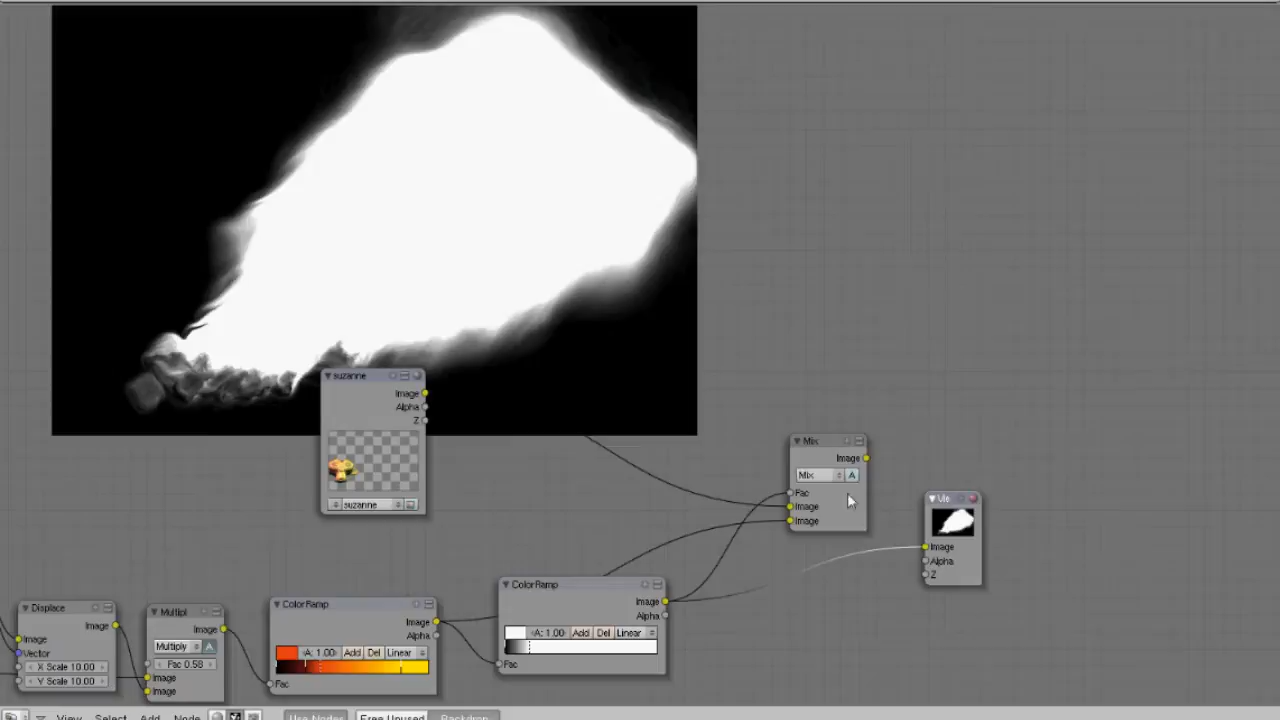 suzanne
Image
Alpha
Z
suzanne
Mix
Image
Mix
A
Fac
Image
Image
Vie
Image
Alpha
Z
Displace
Image
Image
Vector
X Scale 10.00
Y Scale 10.00
Multipl
Image
Multiply
A
Fac 0.58
Image
Image
ColorRamp
Image
Alpha
A: 1.00 Add Del Linear
Fac
ColorRamp
Image
Alpha
A: 1.00 Add Del Linear
Fac
View Select Add Node Use Nodes Free Unused Backdrop